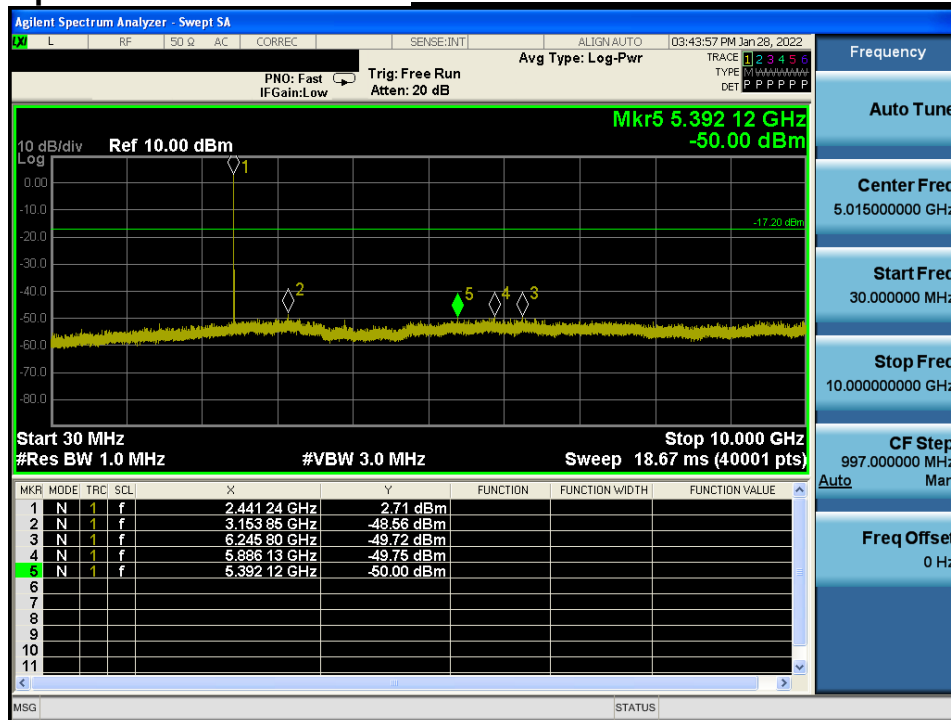 Agilent Spectrum Analyzer - Swept SA
LXI L RF 50 Ω AC CORREC SENSE:INT ALIGN AUTO 03:43:57 PM Jan 28, 2022
Avg Type: Log-Pwr TRACE 1 2 3 4 5 6
PNO: Fast Trig: Free Run TYPE M WWWWW
IFGain:Low Atten: 20 dB DET P P P P P P
Mkr5 5.392 12 GHz
-50.00 dBm
10 dB/div Ref 10.00 dBm
Log
1
0.00
-10.0
-17.20 dBm
-20.0
-30.0
-40.0
2 5 4 3
-50.0
-60.0
-70.0
-80.0
Start 30 MHz Stop 10.000 GHz
#Res BW 1.0 MHz #VBW 3.0 MHz Sweep 18.67 ms (40001 pts)
MKR MODE TRC SCL X Y FUNCTION FUNCTION WIDTH FUNCTION VALUE
1 N 1 f 2.441 24 GHz 2.71 dBm
2 N 1 f 3.153 85 GHz -48.56 dBm
3 N 1 f 6.245 80 GHz -49.72 dBm
4 N 1 f 5.886 13 GHz -49.75 dBm
5 N 1 f 5.392 12 GHz -50.00 dBm
6
7
8
9
10
11
MSG STATUS
Frequency
Auto Tune
Center Freq
5.015000000 GHz
Start Freq
30.000000 MHz
Stop Freq
10.000000000 GHz
CF Step
997.000000 MHz
Auto Man
Freq Offset
0 Hz